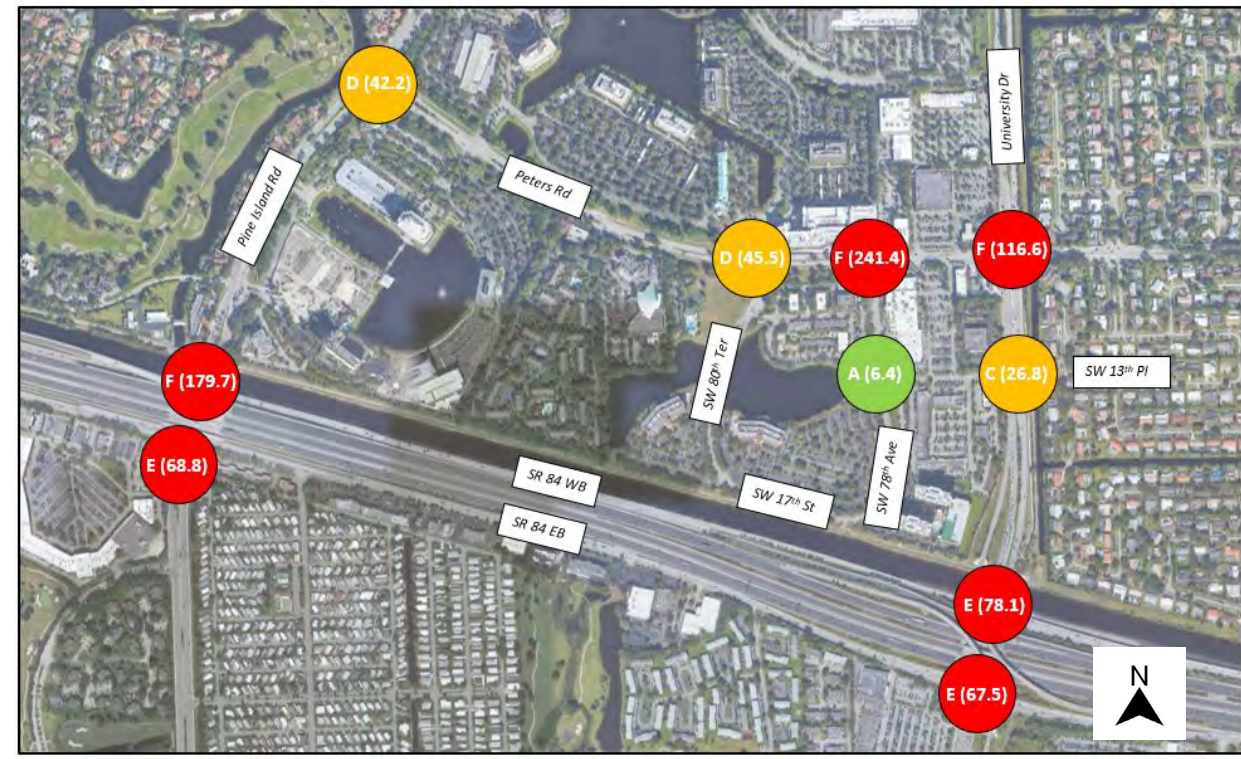 D (42.2)
University Dr
Peters Rd
Pine Island Rd
D (45.5)
F (241.4)
F (116.6)
F (179.7)
SW 80th Ter
A (6.4)
C (26.8)
SW 13th Pl
E (68.8)
SR 84 WB
SW 17th St
SW 78th Ave
SR 84 EB
E (78.1)
E (67.5)
N